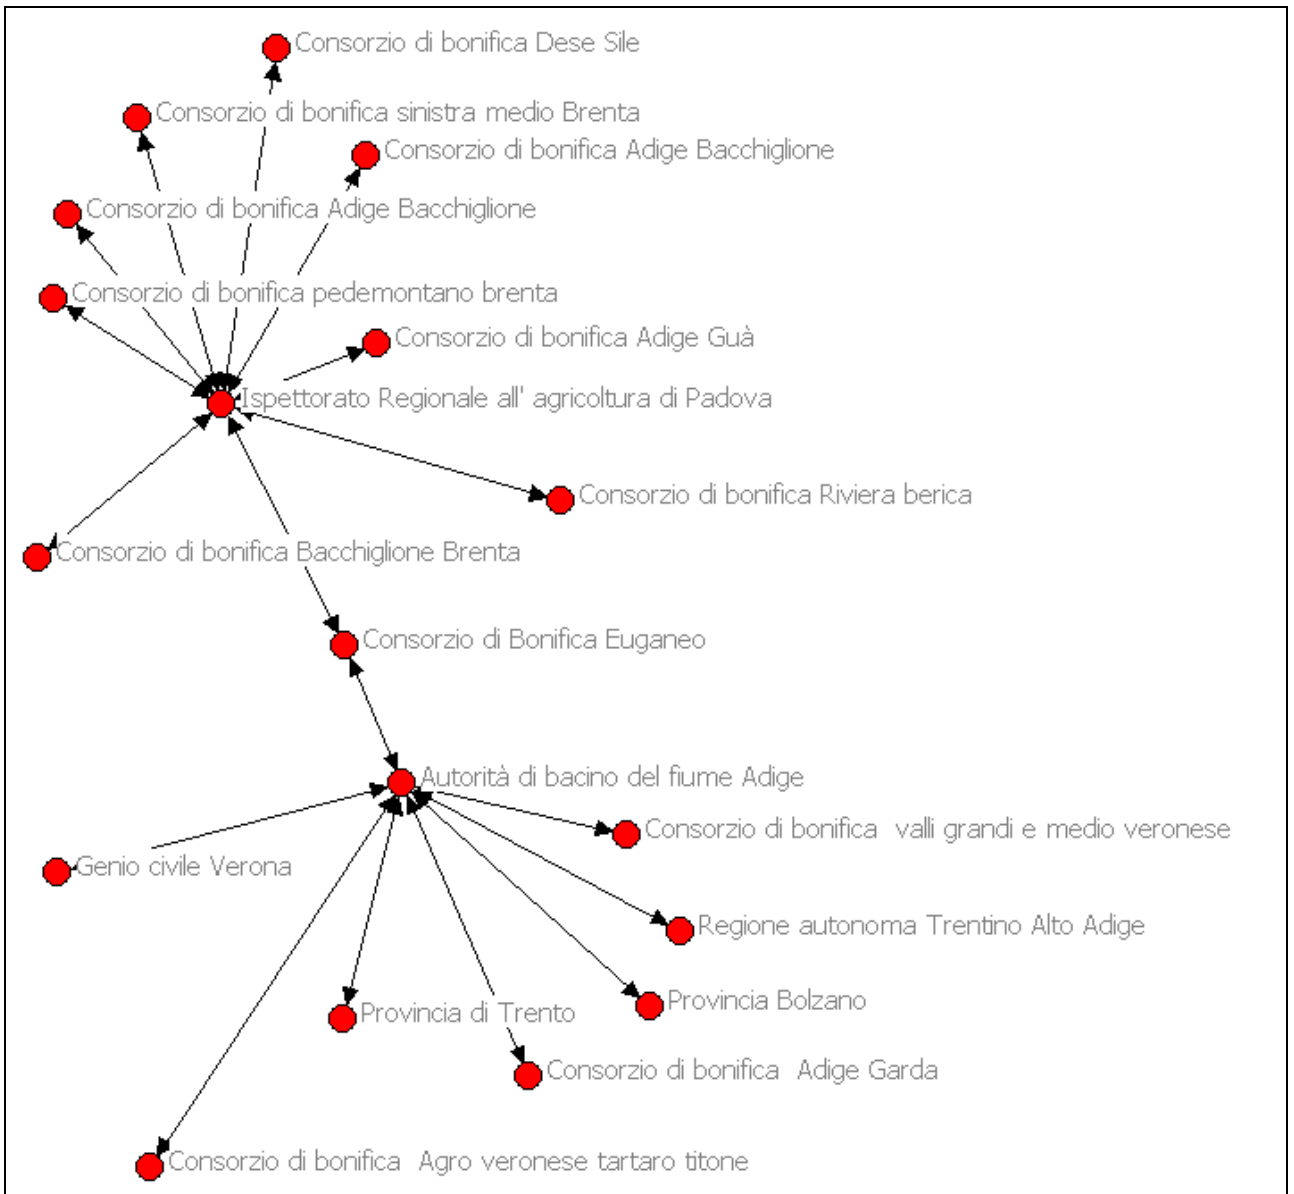 Consorzio di bonifica Dese Sile
Consorzio di bonifica sinistra medio Brenta
Consorzio di bonifica Adige Bacchiglione
Consorzio di bonifica Adige Bacchiglione
Consorzio di bonifica pedemontano brenta
Consorzio di bonifica Adige Guà
Ispettorato Regionale all' agricoltura di Padova
Consorzio di bonifica Riviera berica
Consorzio di bonifica Bacchiglione Brenta
Consorzio di Bonifica Euganeo
Autorità di bacino del fiume Adige
Consorzio di bonifica  valli grandi e medio veronese
Genio civile Verona
Regione autonoma Trentino Alto Adige
Provincia Bolzano
Provincia di Trento
Consorzio di bonifica  Adige Garda
Consorzio di bonifica  Agro veronese tartaro titone